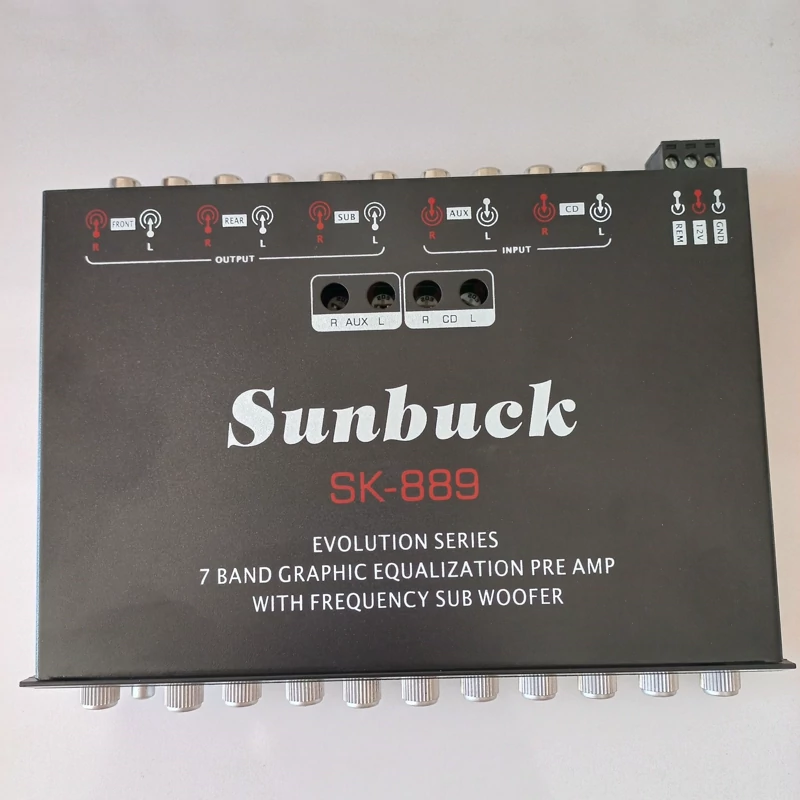 FRONT REAR SUB AUX CD
R L R L R L R L R L
OUTPUT INPUT
REM 12V GND
R AUX L R CD L
Sunbuck
SK-889
EVOLUTION SERIES
7 BAND GRAPHIC EQUALIZATION PRE AMP
WITH FREQUENCY SUB WOOFER